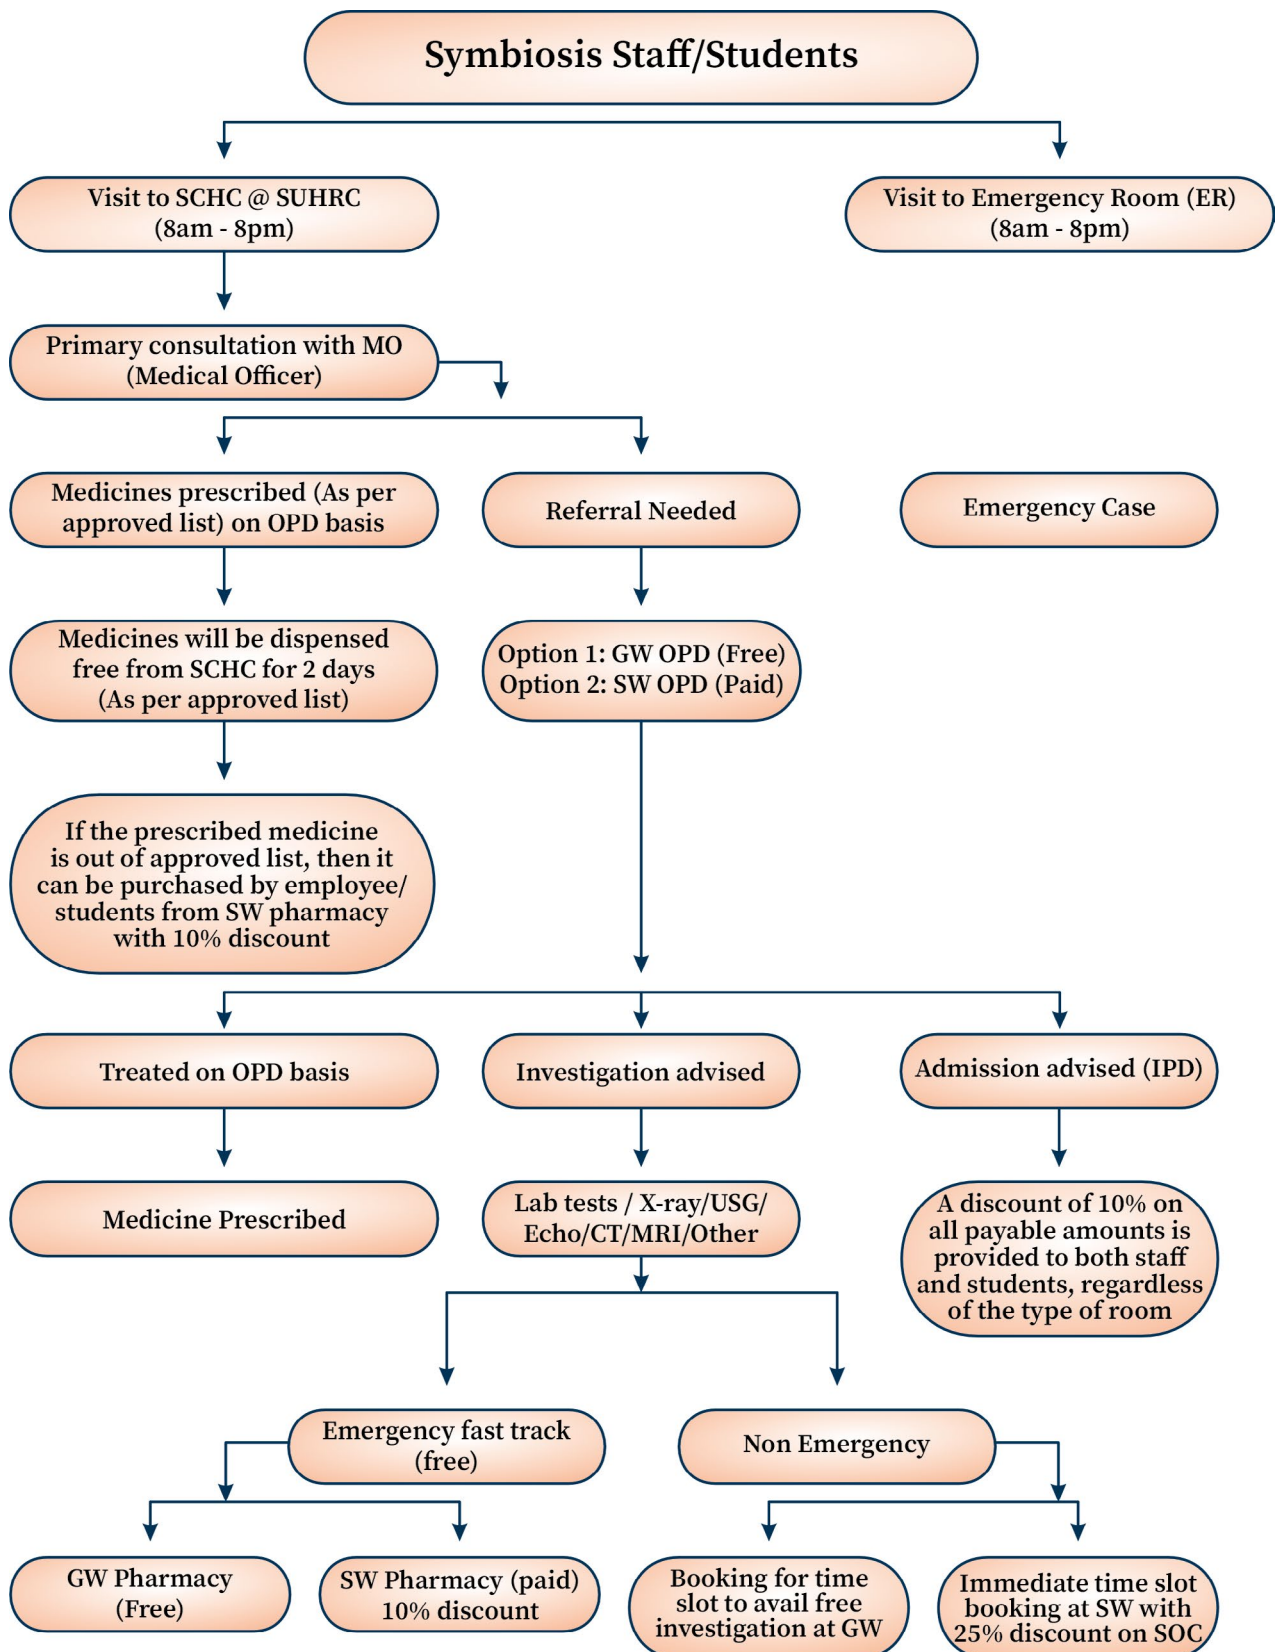 Symbiosis Staff/Students
Visit to SCHC @ SUHRC
(8am - 8pm)
Visit to Emergency Room (ER)
(8am - 8pm)
Primary consultation with MO
(Medical Officer)
Medicines prescribed (As per
approved list) on OPD basis
Referral Needed
Emergency Case
Medicines will be dispensed
free from SCHC for 2 days
(As per approved list)
Option 1: GW OPD (Free)
Option 2: SW OPD (Paid)
If the prescribed medicine
is out of approved list, then it
can be purchased by employee/
students from SW pharmacy
with 10% discount
Treated on OPD basis
Investigation advised
Admission advised (IPD)
Medicine Prescribed
Lab tests / X-ray/USG/
Echo/CT/MRI/Other
A discount of 10% on
all payable amounts is
provided to both staff
and students, regardless
of the type of room
Emergency fast track
(free)
Non Emergency
GW Pharmacy
(Free)
SW Pharmacy (paid)
10% discount
Booking for time
slot to avail free
investigation at GW
Immediate time slot
booking at SW with
25% discount on SOC